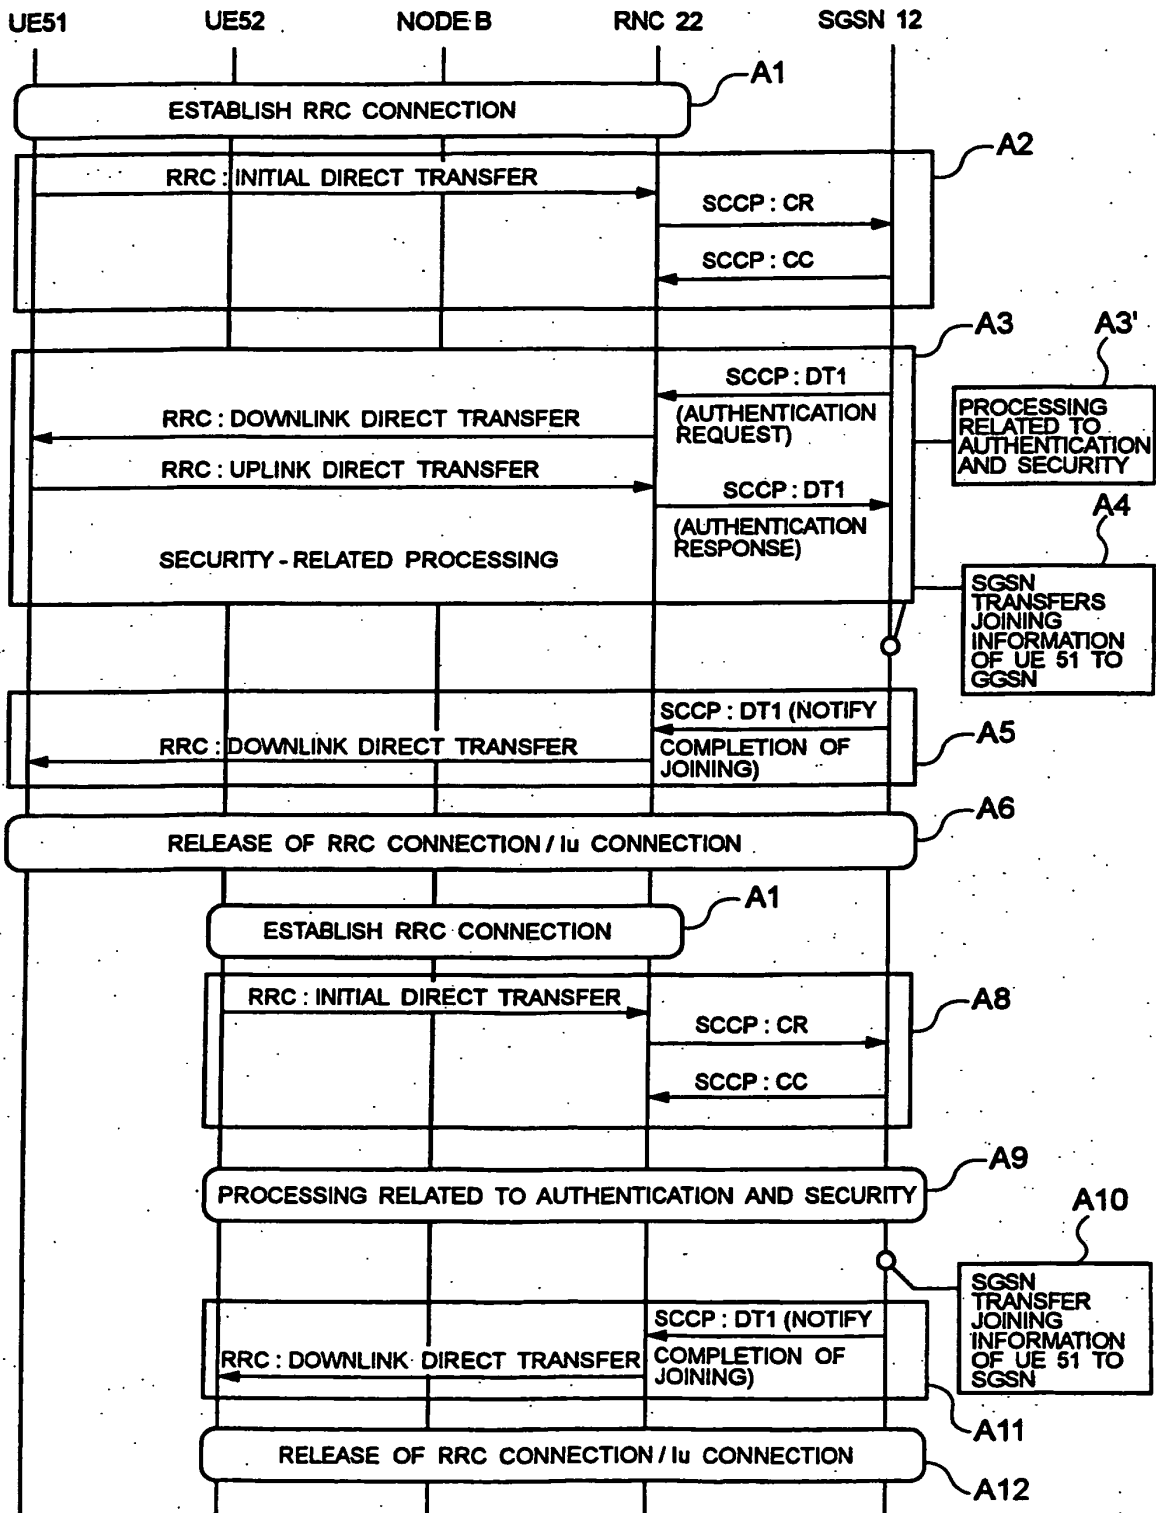 UE51 UE52 NODE B RNC 22 SGSN 12
A1
ESTABLISH RRC CONNECTION
A2
RRC : INITIAL DIRECT TRANSFER
SCCP : CR
SCCP : CC
A3 A3'
SCCP : DT1
(AUTHENTICATION
REQUEST)
RRC : DOWNLINK DIRECT TRANSFER
PROCESSING
RELATED TO
AUTHENTICATION
AND SECURITY
RRC : UPLINK DIRECT TRANSFER
SCCP : DT1
(AUTHENTICATION
RESPONSE)
SECURITY - RELATED PROCESSING
A4
SGSN
TRANSFERS
JOINING
INFORMATION
OF UE 51 TO
GGSN
SCCP : DT1 (NOTIFY
COMPLETION OF
JOINING)
RRC : DOWNLINK DIRECT TRANSFER
A5
A6
RELEASE OF RRC CONNECTION / Iu CONNECTION
A1
ESTABLISH RRC CONNECTION
RRC : INITIAL DIRECT TRANSFER
A8
SCCP : CR
SCCP : CC
A9
PROCESSING RELATED TO AUTHENTICATION AND SECURITY
A10
SGSN
TRANSFER
JOINING
INFORMATION
OF UE 51 TO
SGSN
SCCP : DT1 (NOTIFY
COMPLETION OF
JOINING)
RRC : DOWNLINK DIRECT TRANSFER
A11
RELEASE OF RRC CONNECTION / Iu CONNECTION
A12